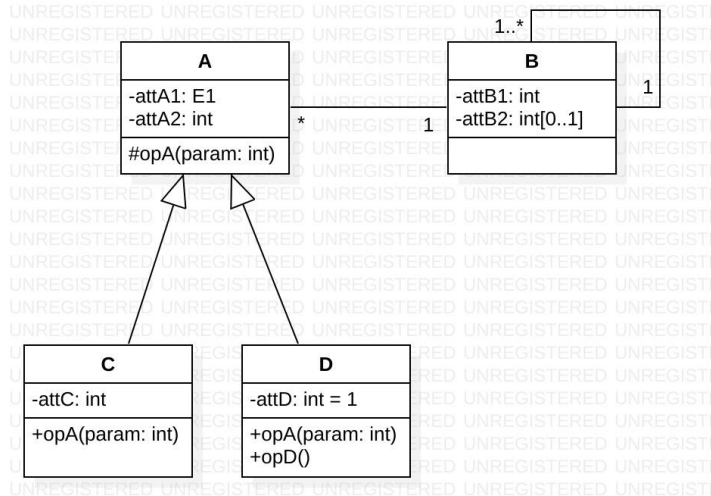 1..*
A
B
-attA1: E1
-attA2: int
-attB1: int
-attB2: int[0..1]
1
*
1
#opA(param: int)
C
D
-attC: int
-attD: int = 1
+opA(param: int)
+opA(param: int)
+opD()
UNREGISTERED